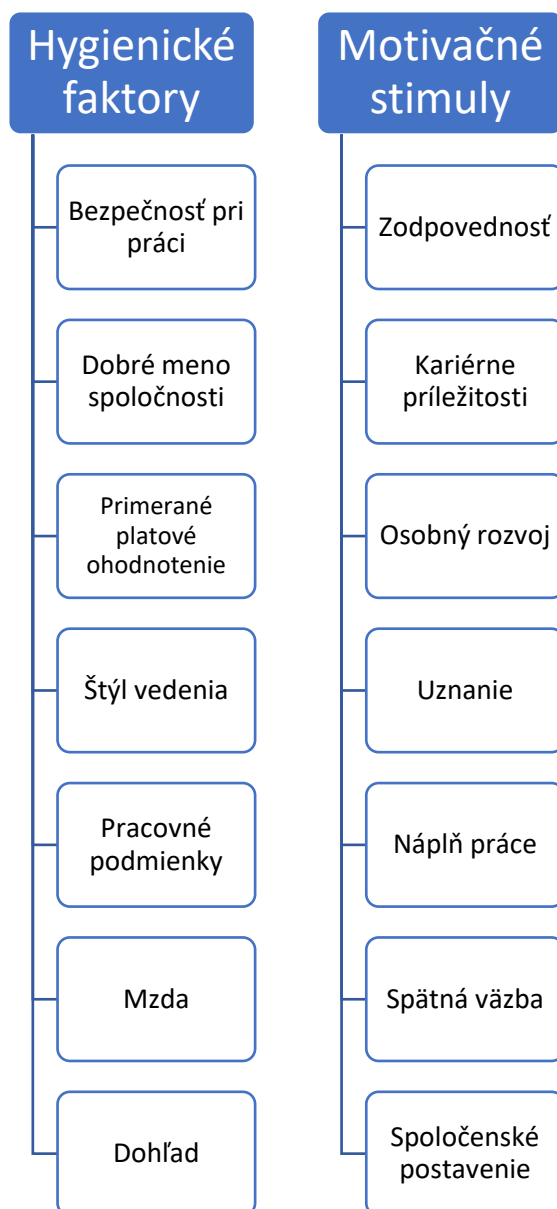 Hygienické
faktory
Bezpečnosť pri
práci
Dobré meno
spoločnosti
Primerané
platové
ohodnotenie
Štýl vedenia
Pracovné
podmienky
Mzda
Dohľad
Motivačné
stimuly
Zodpovednosť
Kariérne
príležitosti
Osobný rozvoj
Uznanie
Náplň práce
Spätná väzba
Spoločenské
postavenie